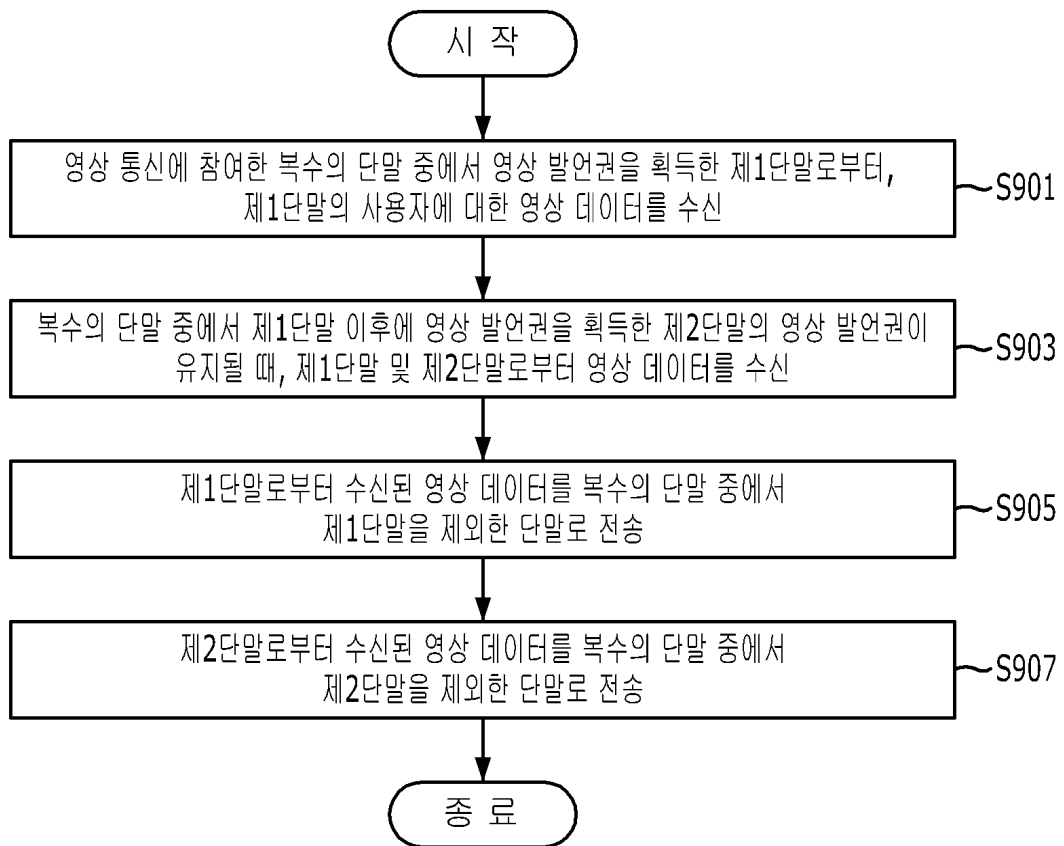 시 작
영상 통신에 참여한 복수의 단말 중에서 영상 발언권을 획득한 제1단말로부터,
제1단말의 사용자에 대한 영상 데이터를 수신
S901
복수의 단말 중에서 제1단말 이후에 영상 발언권을 획득한 제2단말의 영상 발언권이
유지될 때, 제1단말 및 제2단말로부터 영상 데이터를 수신
S903
제1단말로부터 수신된 영상 데이터를 복수의 단말 중에서
제1단말을 제외한 단말로 전송
S905
제2단말로부터 수신된 영상 데이터를 복수의 단말 중에서
제2단말을 제외한 단말로 전송
S907
종 료